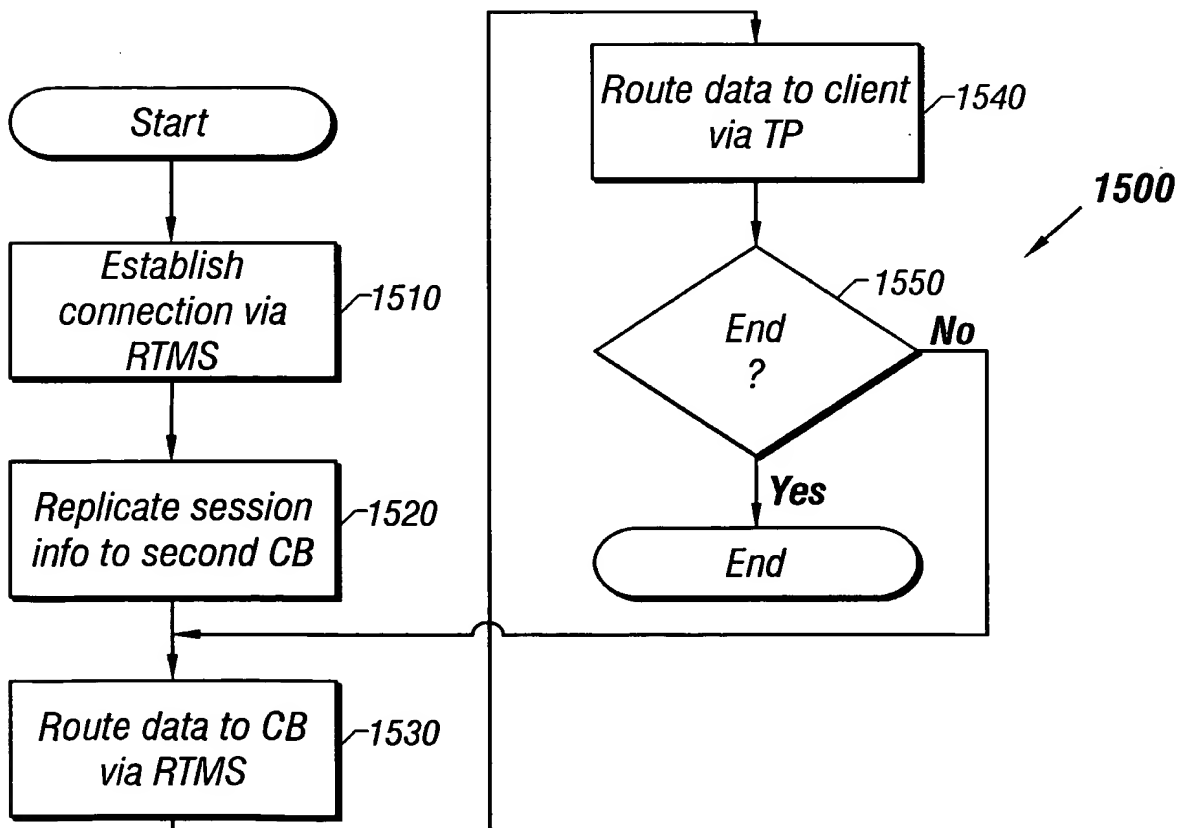 Start
Establish
connection via
RTMS
1510
Replicate session
info to second CB
1520
Route data to CB
via RTMS
1530
Route data to client
via TP
1540
1500
End
?
1550
No
Yes
End